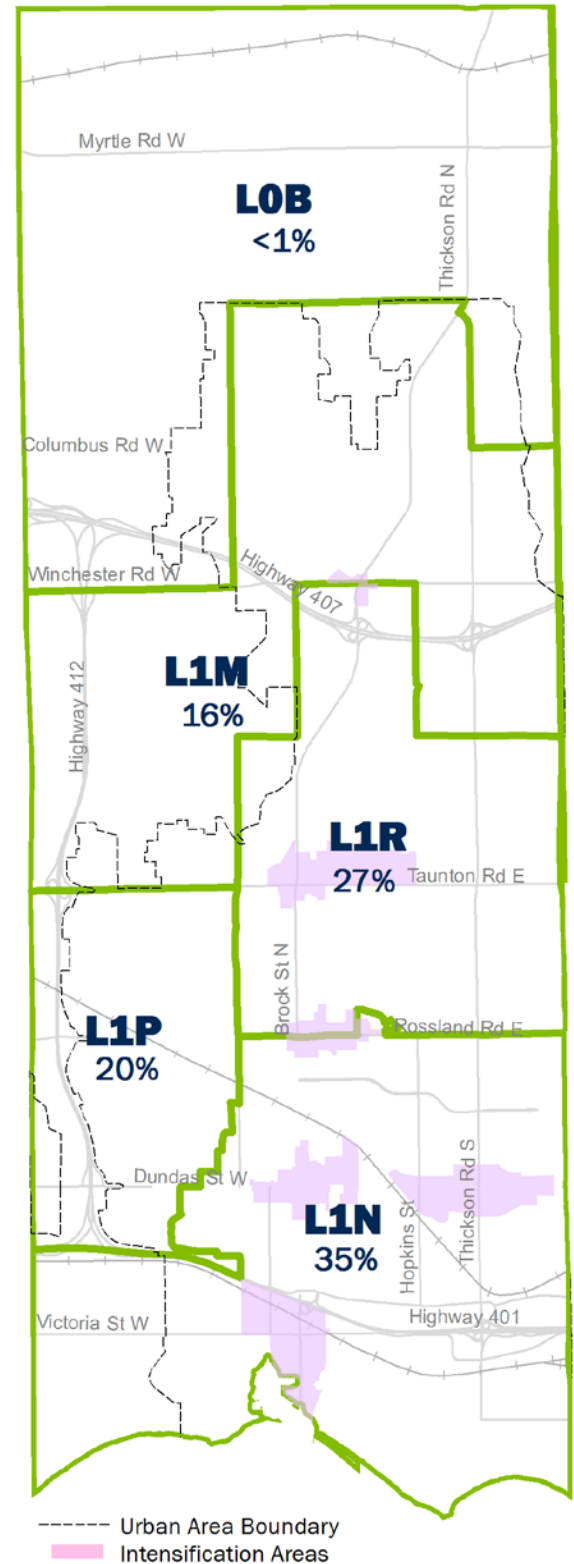 Myrtle Rd W
Thickson Rd N
L0B
<1%
Columbus Rd W
Winchester Rd W
Highway 407
Highway 412
L1M
16%
L1R
27%
Taunton Rd E
Brock St N
Rossland Rd E
L1P
20%
Dundas St W
L1N
35%
Hopkins St
Thickson Rd S
Victoria St W
Highway 401
Urban Area Boundary
Intensification Areas